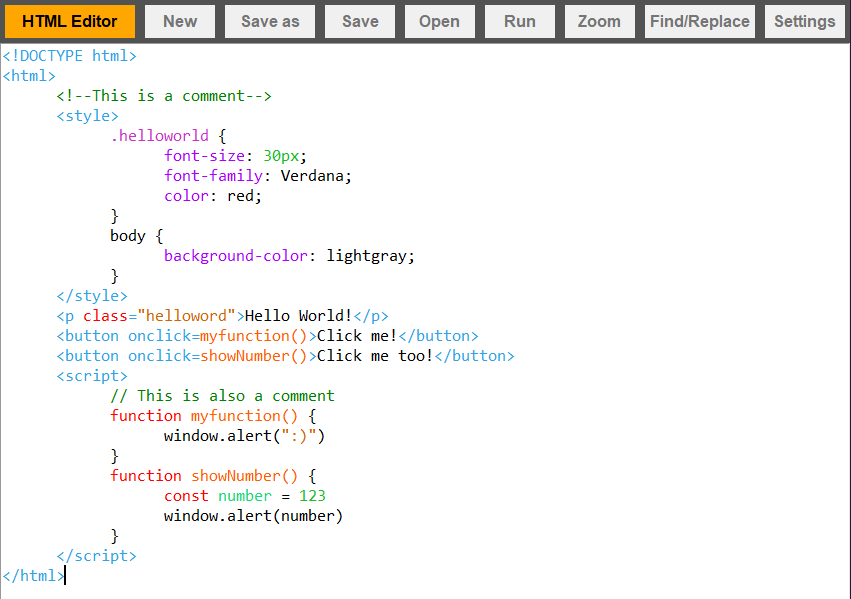 HTML Editor New Save as Save Open Run Zoom Find/Replace Settings
<!DOCTYPE html>
<html>
<!--This is a comment-->
<style>
.helloworld {
font-size: 30px;
font-family: Verdana;
color: red;
}
body {
background-color: lightgray;
}
</style>
<p class="helloword">Hello World!</p>
<button onclick=myfunction()>Click me!</button>
<button onclick=showNumber()>Click me too!</button>
<script>
// This is also a comment
function myfunction() {
window.alert(":)")
}
function showNumber() {
const number = 123
window.alert(number)
}
</script>
</html>